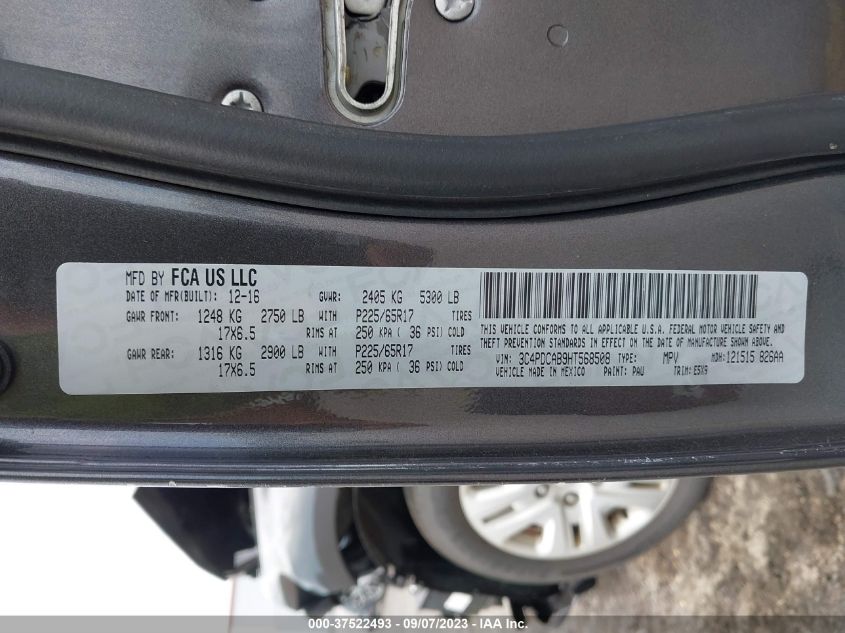 MFD BY FCA US LLC
DATE OF MFR(BUILT): 12-16 GVWR: 2405 KG 5300 LB
GAWR FRONT: 1248 KG 2750 LB WITH P225/65R17 TIRES
17X6.5 RIMS AT 250 KPA ( 36 PSI) COLD
GAWR REAR: 1316 KG 2900 LB WITH P225/65R17 TIRES
17X6.5 RIMS AT 250 KPA ( 36 PSI) COLD
THIS VEHICLE CONFORMS TO ALL APPLICABLE U.S.A. FEDERAL MOTOR VEHICLE SAFETY AND
THEFT PREVENTION STANDARDS IN EFFECT ON THE DATE OF MANUFACTURE SHOWN ABOVE.
VIN: 3C4PDCAB9HT568508 TYPE: MPV MDH: 121515 826AA
VEHICLE MADE IN MEXICO PAINT: PAU TRIM: E5X9
000-37522493 - 09/07/2023 - IAA Inc.